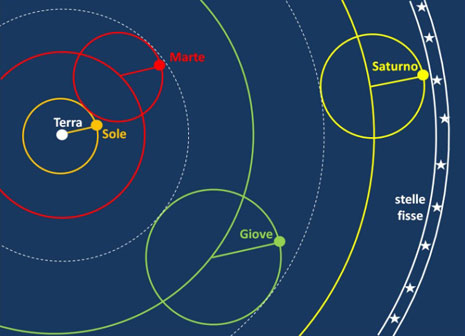 Marte
Saturno
Terra
Sole
stelle
fisse
Giove